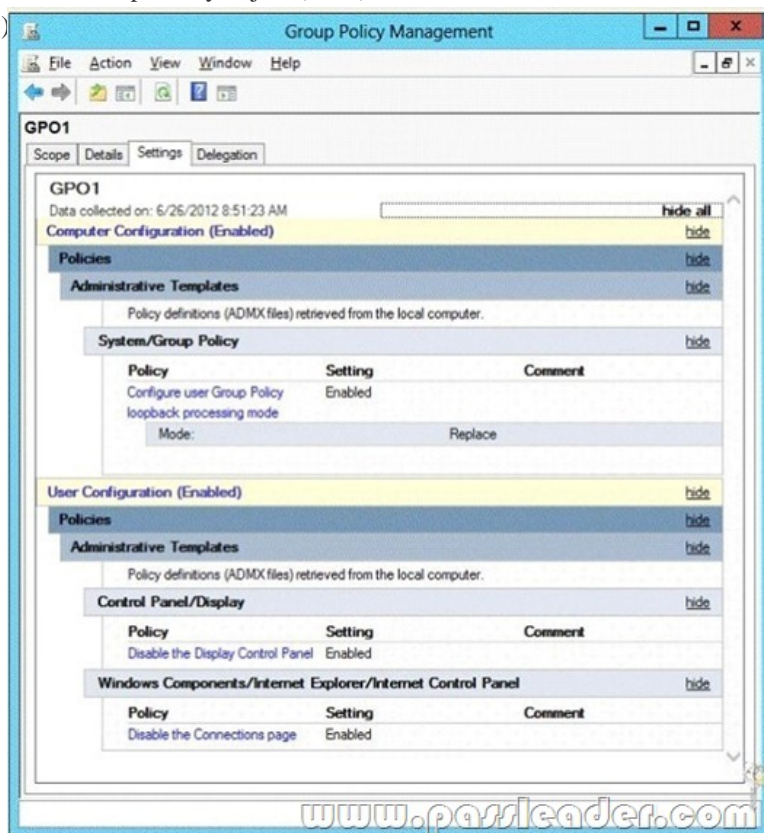 )
Group Policy Management
File Action View Window Help
GPO1
Scope Details Settings Delegation
GPO1
Data collected on: 6/26/2012 8:51:23 AM hide all
Computer Configuration (Enabled) hide
Policies hide
Administrative Templates hide
Policy definitions (ADMX files) retrieved from the local computer.
System/Group Policy hide
Policy Setting Comment
Configure user Group Policy Enabled
loopback processing mode
Mode: Replace
User Configuration (Enabled) hide
Policies hide
Administrative Templates hide
Policy definitions (ADMX files) retrieved from the local computer.
Control Panel/Display hide
Policy Setting Comment
Disable the Display Control Panel Enabled
Windows Components/Internet Explorer/Internet Control Panel hide
Policy Setting Comment
Disable the Connections page Enabled
www.passleader.com